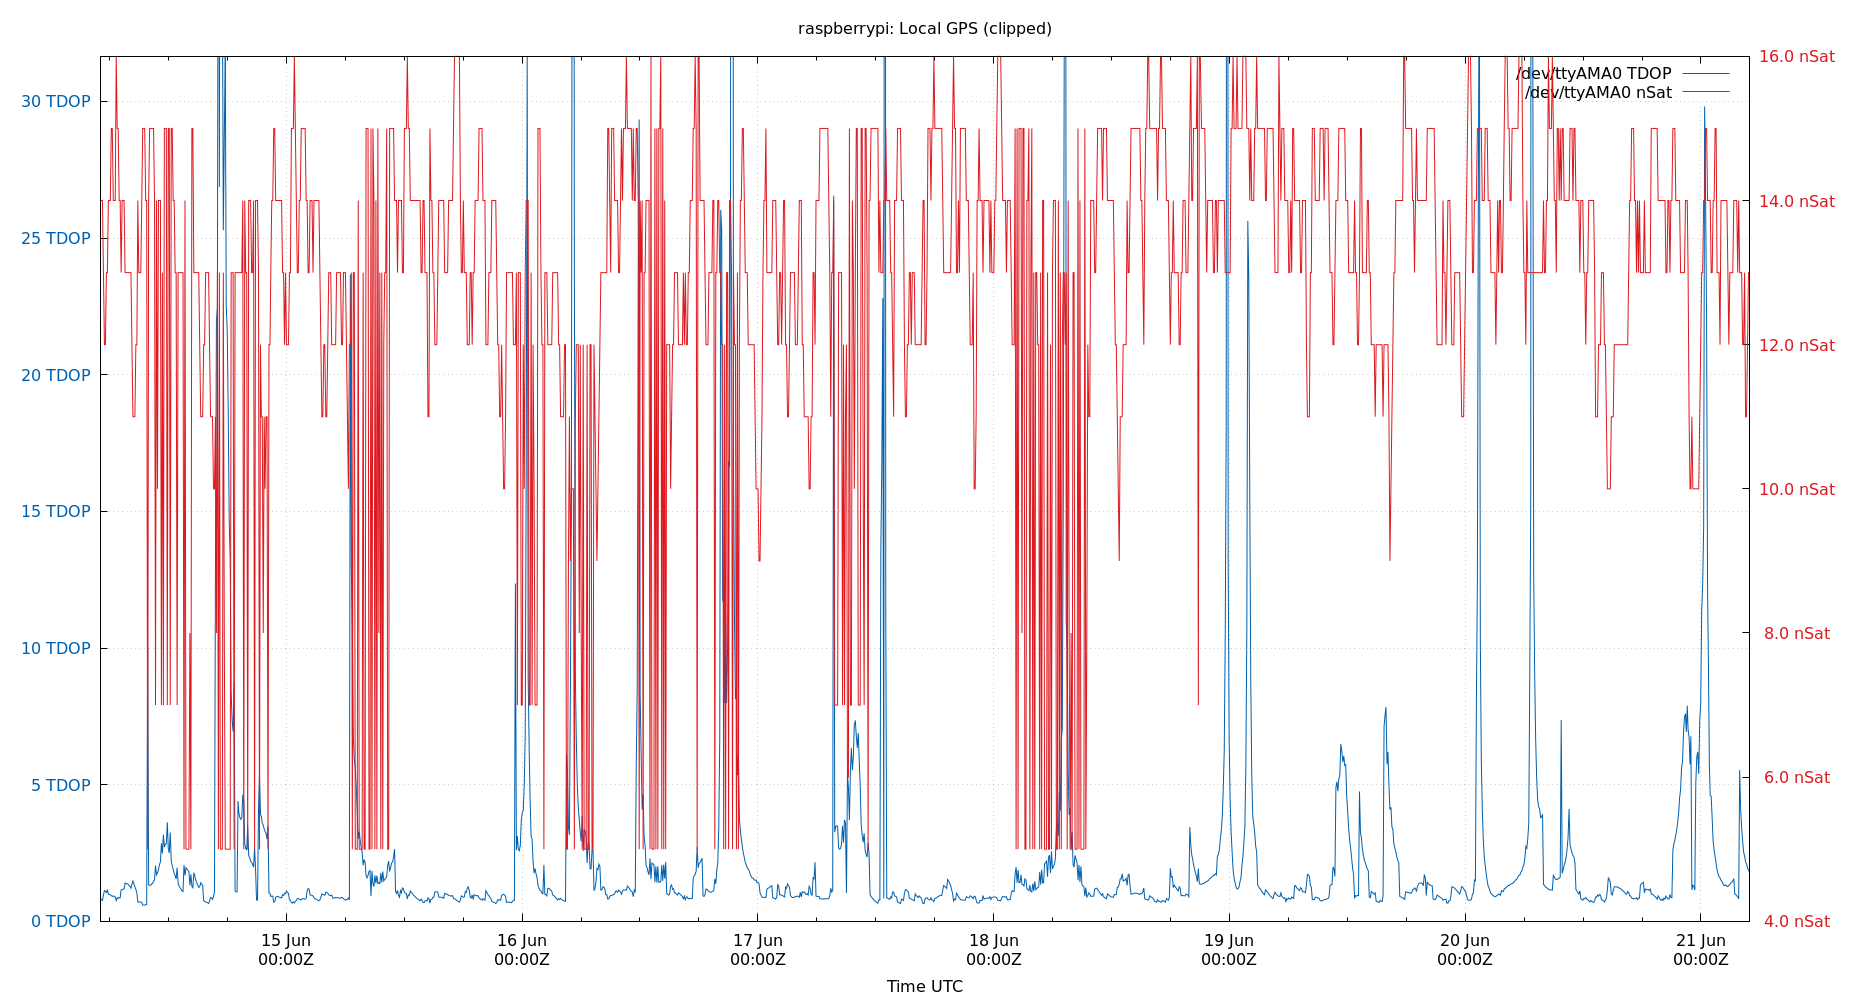 raspberrypi: Local GPS (clipped)
/dev/ttyAMA0 TDOP
/dev/ttyAMA0 nSat
30 TDOP
25 TDOP
20 TDOP
15 TDOP
10 TDOP
5 TDOP
0 TDOP
16.0 nSat
14.0 nSat
12.0 nSat
10.0 nSat
8.0 nSat
6.0 nSat
4.0 nSat
15 Jun
00:00Z
16 Jun
00:00Z
17 Jun
00:00Z
18 Jun
00:00Z
19 Jun
00:00Z
20 Jun
00:00Z
21 Jun
00:00Z
Time UTC